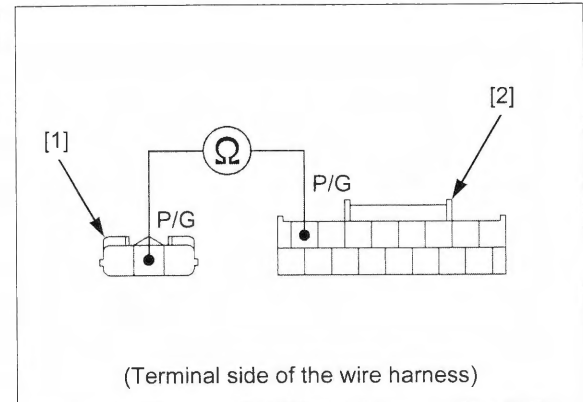 [2]
[1]
Ω
P/G
P/G
(Terminal side of the wire harness)